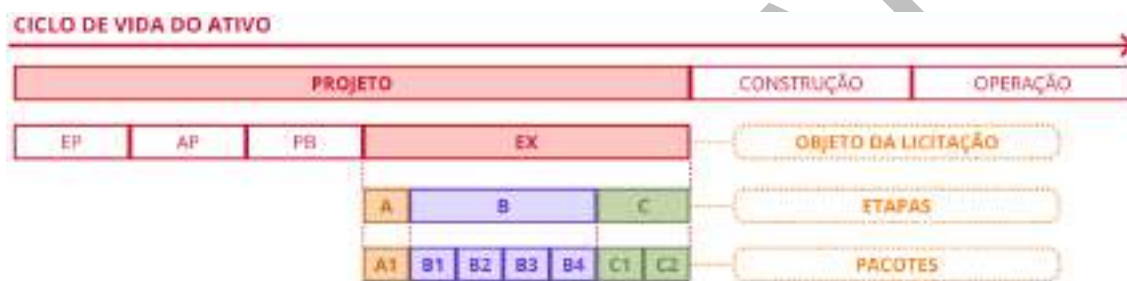 CICLO DE VIDA DO ATIVO
PROJETO CONSTRUÇÃO OPERAÇÃO
EP AP PB EX OBJETO DA LICITAÇÃO
A B C ETAPAS
A1 B1 B2 B3 B4 C1 C2 PACOTES